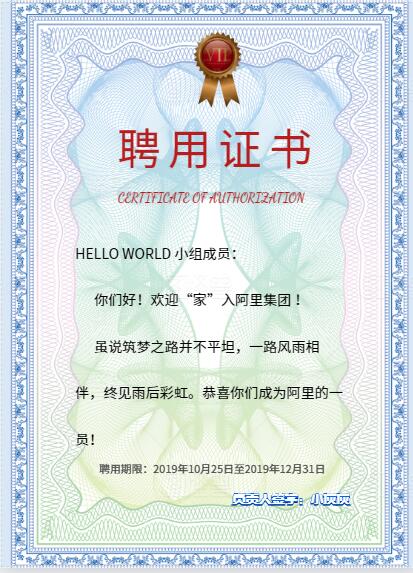 VII
聘用证书
CERTIFICATE OF AUTHORIZATION
HELLO WORLD 小组成员：
你们好！欢迎“家”入阿里集团！
虽说筑梦之路并不平坦，一路风雨相
伴，终见雨后彩虹。恭喜你们成为阿里的一
员！
聘用期限：2019年10月25日至2019年12月31日
负责人签字：小灰灰